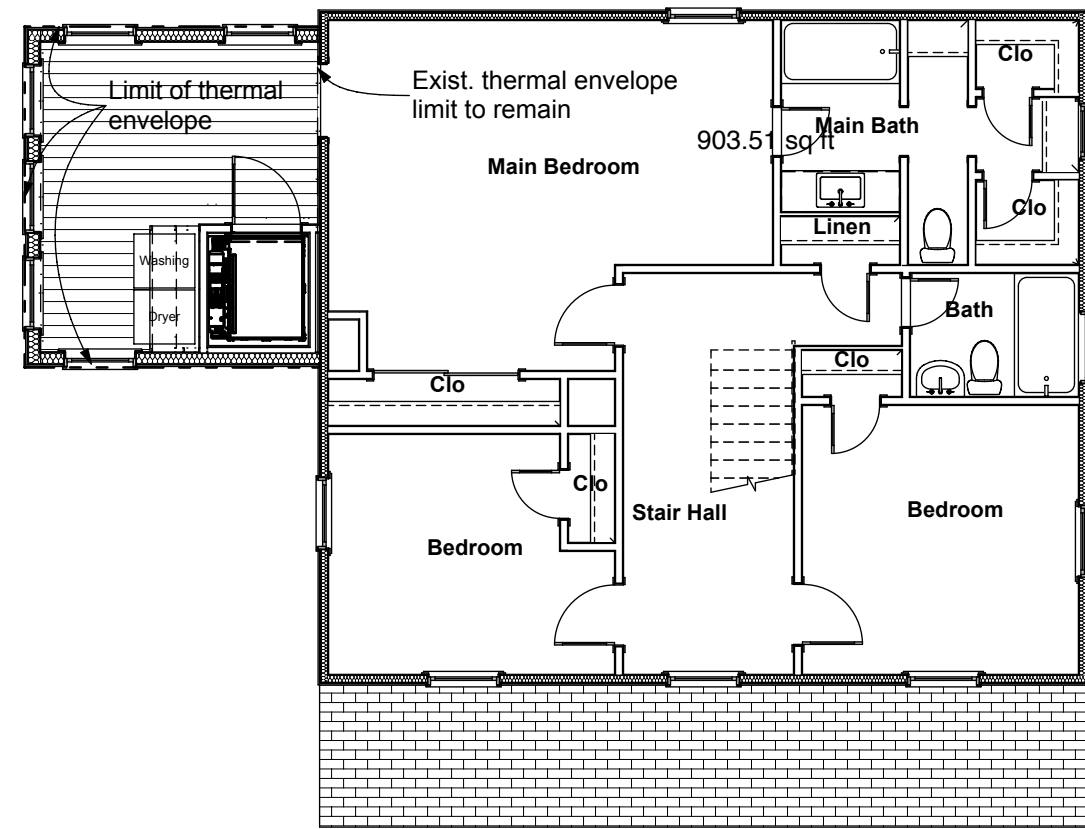 Clo
Limit of thermal
envelope
Exist. thermal envelope
limit to remain
Main Bath
903.51 sq ft
Main Bedroom
Clo
Linen
Washing
Dryer
Bath
Clo
Clo
Clo
Stair Hall
Bedroom
Bedroom